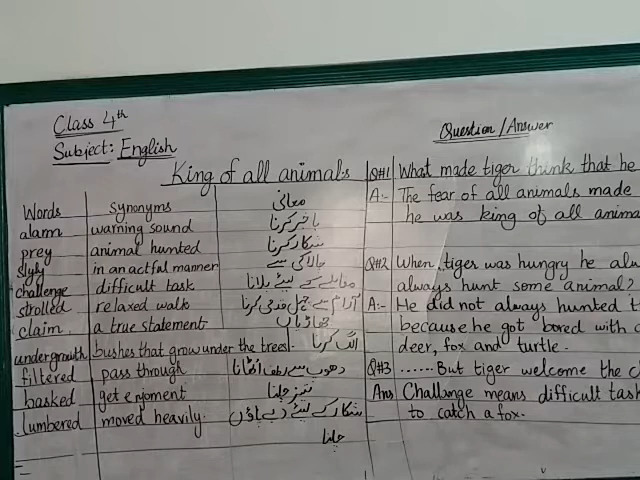 Class 4th
Subject: English
King of all animals
Words Synonyms معانی
alarm warning sound باخبر کرنا
prey animal hunted شکار کرنا
slyly in an actful manner چالاکی سے
challenge difficult task مقابلے کے لیئے بلانا
strolled relaxed walk آرام سے چہل قدمی کرنا
claim a true statement
undergrowth bushes that grow under the trees.
filtered pass through
basked get enjoment
lumbered moved heavily.
چلنا
Question/Answer
Q#1 What made tiger think that he
A:- The fear of all animals made
he was king of all anima
Q#2 When tiger was hungry he alw
always hunt some animal?
A:- He did not always hunted t
because he got bored with
deer, fox and turtle.
Q#3 ......But tiger welcome the c
Ans Challange means difficult tas
to catch a fox.